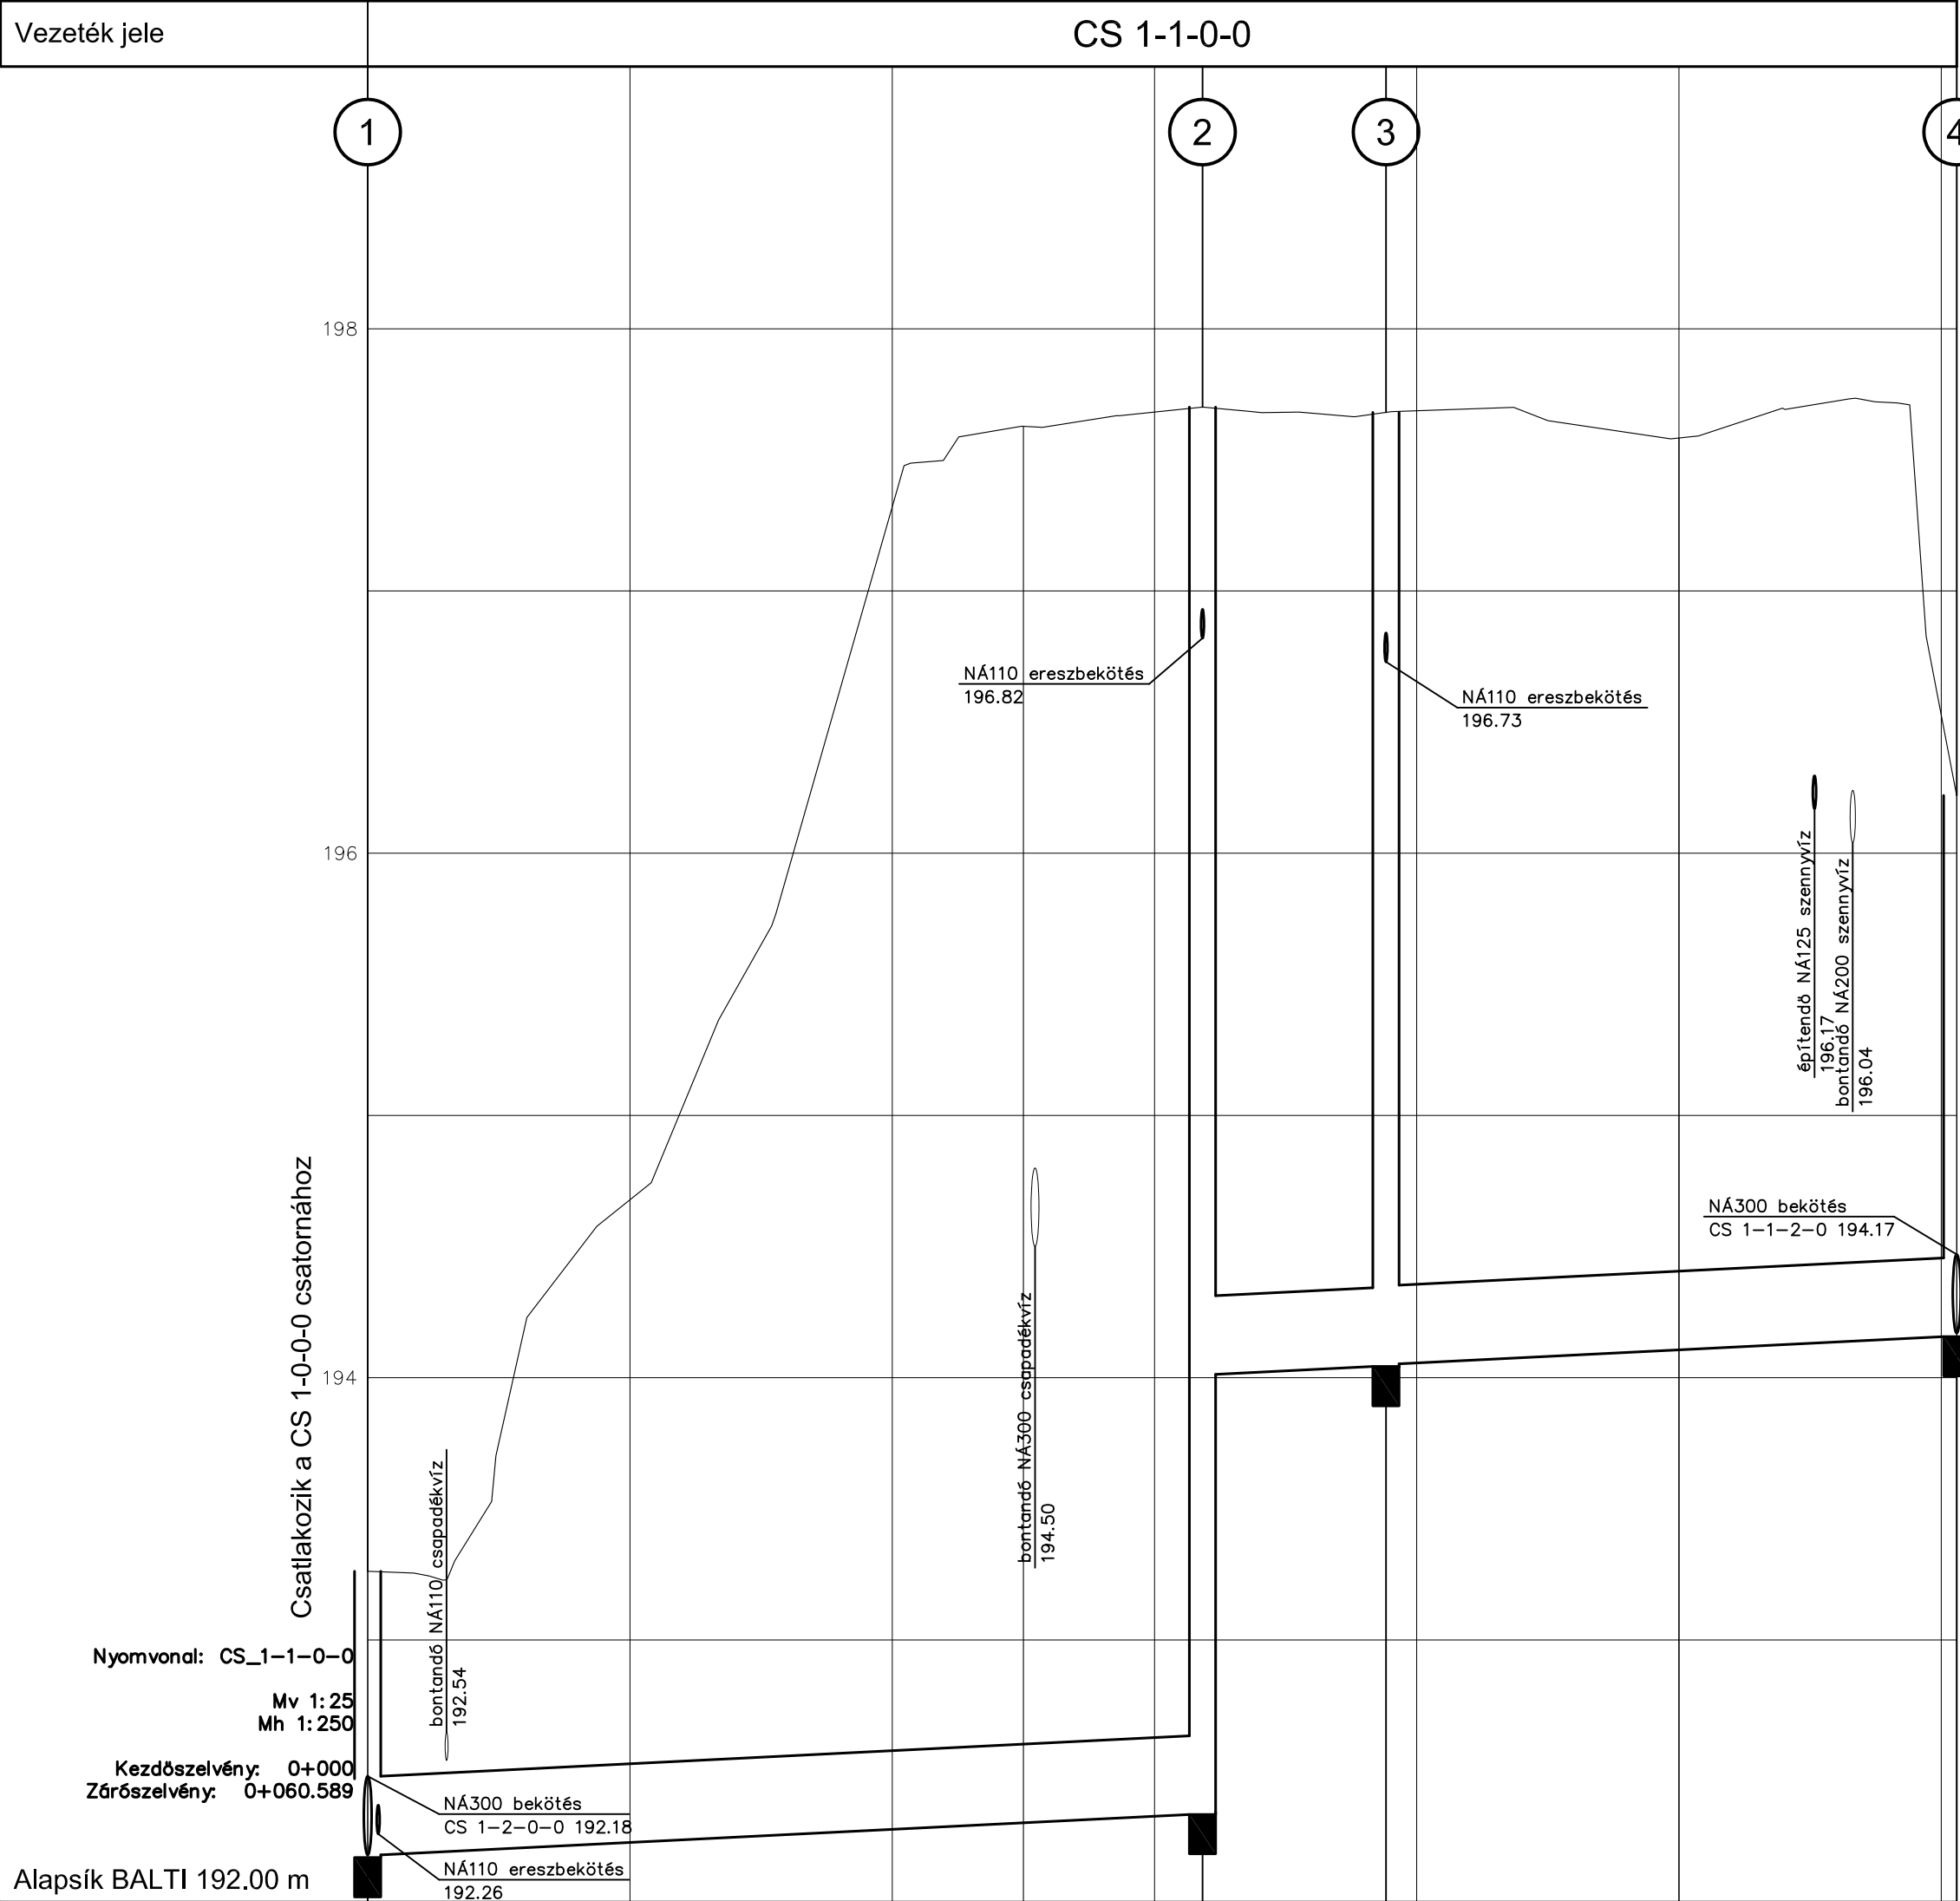 Vezeték jele
CS 1-1-0-0
1
2
3
4
198
NÁ110 ereszbekötés
196.82
NÁ110 ereszbekötés
196.73
196
építendő NÁ125 szennyvíz
196.17
bontandó NÁ200 szennyvíz
196.04
NÁ300 bekötés
CS 1-1-2-0 194.17
bontandó NÁ300 csapadékvíz
194.50
194
Csatlakozik a CS 1-0-0-0 csatornához
bontandó NÁ110 csapadékvíz
192.54
Nyomvonal: CS_1-1-0-0
Mv 1:25
Mh 1:250
Kezdőszelvény: 0+000
Zárószelvény: 0+060.589
NÁ300 bekötés
CS 1-2-0-0 192.18
NÁ110 ereszbekötés
192.26
Alapsík BALTI 192.00 m